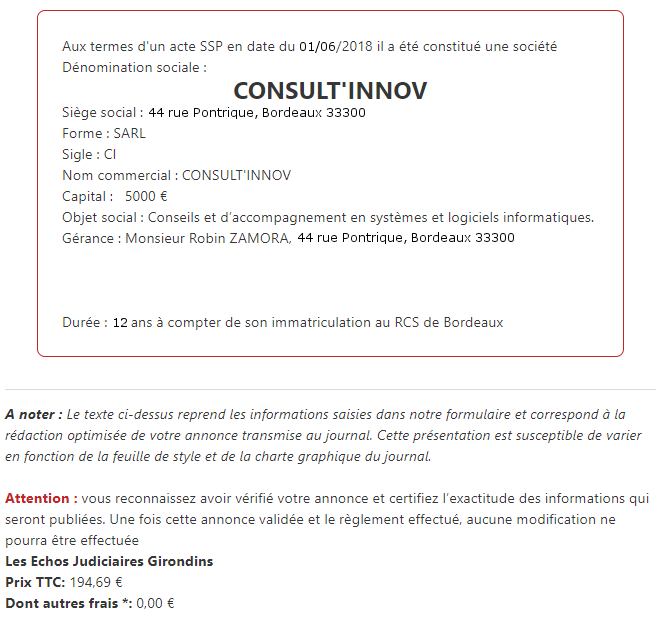 Aux termes d'un acte SSP en date du 01/06/2018 il a été constitué une société
Dénomination sociale :
CONSULT'INNOV
Siège social : 44 rue Pontrique, Bordeaux 33300
Forme : SARL
Sigle : CI
Nom commercial : CONSULT'INNOV
Capital : 5000 €
Objet social : Conseils et d’accompagnement en systèmes et logiciels informatiques.
Gérance : Monsieur Robin ZAMORA, 44 rue Pontrique, Bordeaux 33300
Durée : 12 ans à compter de son immatriculation au RCS de Bordeaux
A noter : Le texte ci-dessus reprend les informations saisies dans notre formulaire et correspond à la
rédaction optimisée de votre annonce transmise au journal. Cette présentation est susceptible de varier
en fonction de la feuille de style et de la charte graphique du journal.
Attention : vous reconnaissez avoir vérifié votre annonce et certifiez l’exactitude des informations qui
seront publiées. Une fois cette annonce validée et le règlement effectué, aucune modification ne
pourra être effectuée
Les Echos Judiciaires Girondins
Prix TTC: 194,69 €
Dont autres frais *: 0,00 €